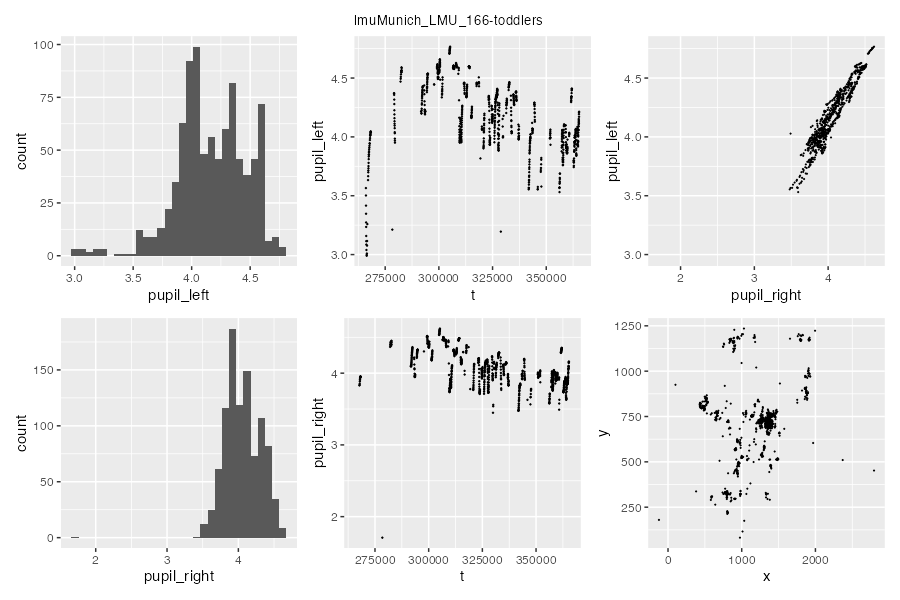 lmuMunich_LMU_166-toddlers
100
75
50
25
0
count
3.0 3.5 4.0 4.5
pupil_left
4.5
4.0
3.5
3.0
pupil_left
275000 300000 325000 350000
t
4.5
4.0
3.5
3.0
pupil_left
2 3 4
pupil_right
150
100
50
0
count
2 3 4
pupil_right
4
3
2
pupil_right
275000 300000 325000 350000
t
1250
1000
750
500
250
y
0 1000 2000
x